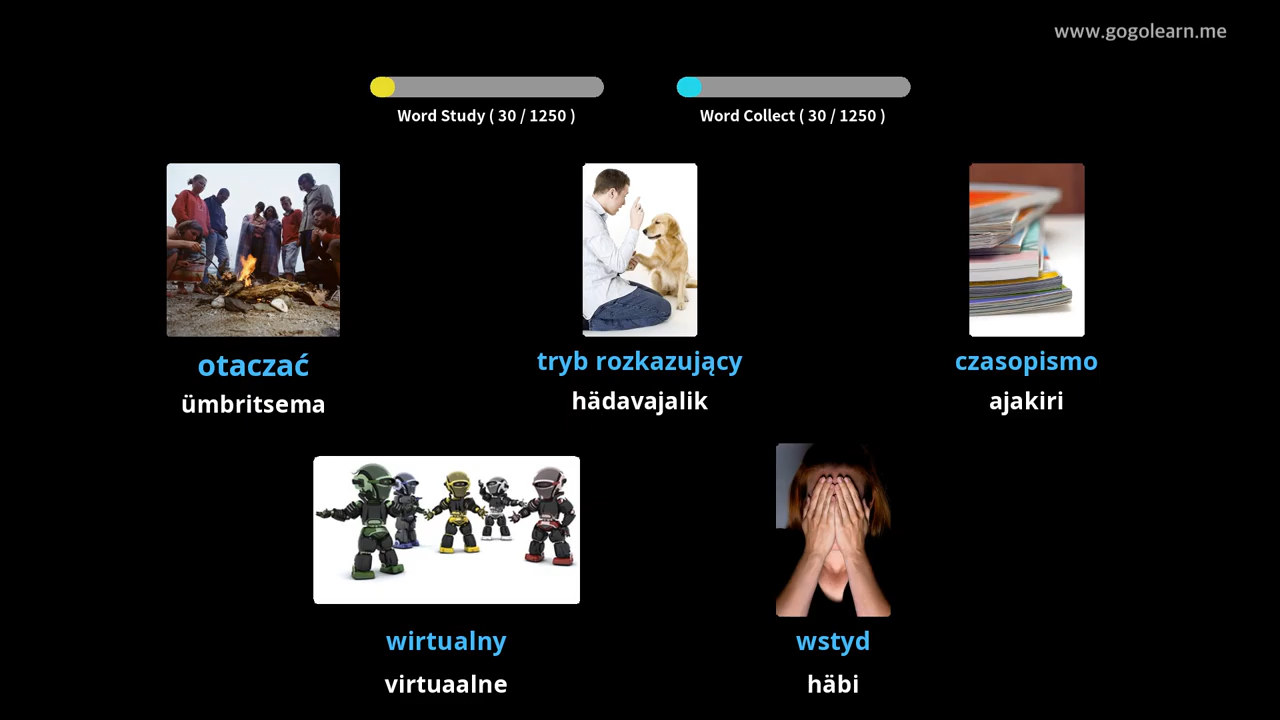 www.gogolearn.me
Word Study ( 30 / 1250 )
Word Collect ( 30 / 1250 )
otaczać
ümbritsema
tryb rozkazujący
hädavajalik
czasopismo
ajakiri
wirtualny
virtuaalne
wstyd
häbi